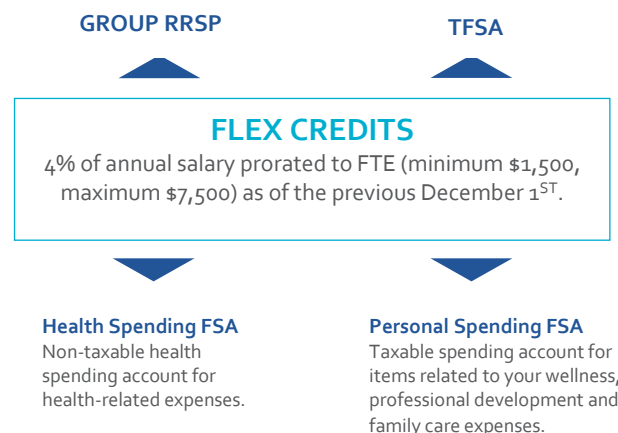 GROUP RRSP
TFSA
FLEX CREDITS
4% of annual salary prorated to FTE (minimum $1,500,
maximum $7,500) as of the previous December 1ST.
Health Spending FSA
Non-taxable health
spending account for
health-related expenses.
Personal Spending FSA
Taxable spending account for
items related to your wellness,
professional development and
family care expenses.